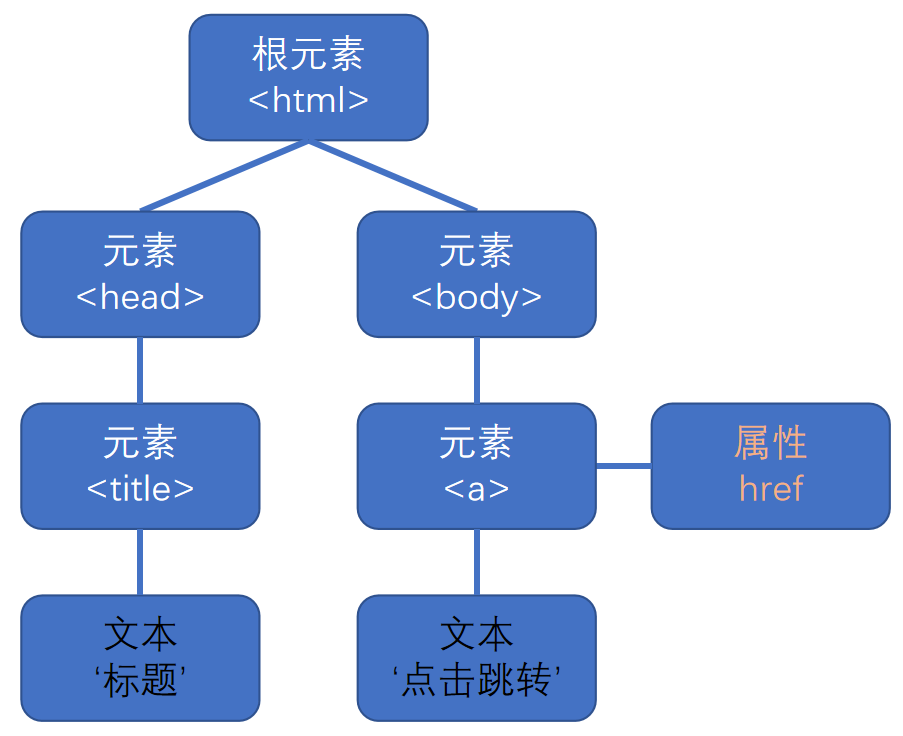 根元素
<html>
元素
<head>
元素
<body>
元素
<title>
元素
<a>
属性
href
文本
‘标题’
文本
‘点击跳转’